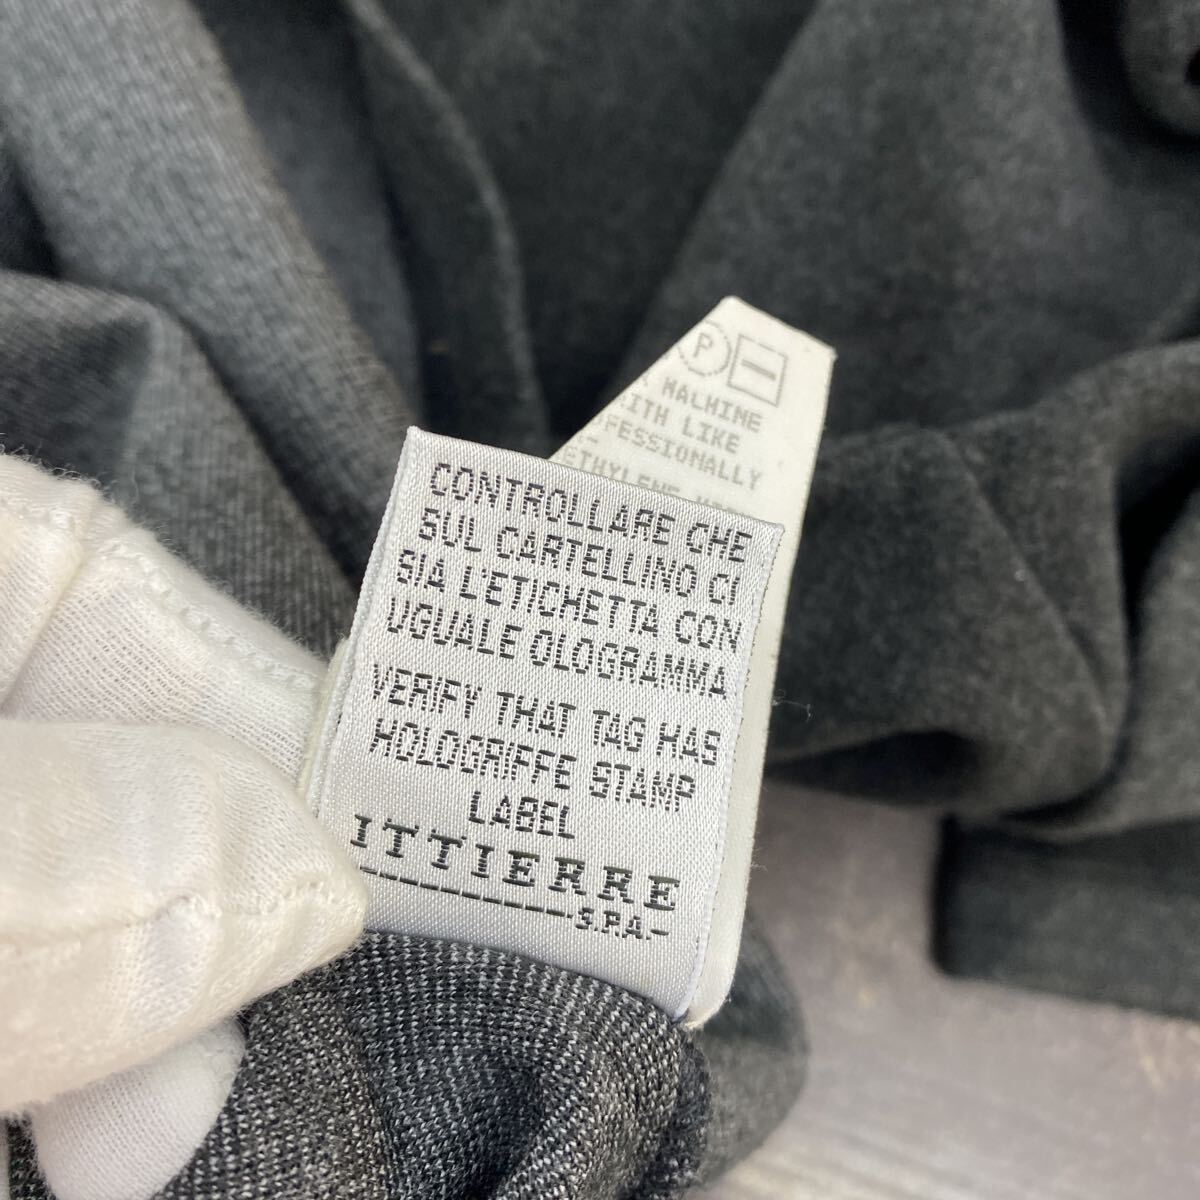 P
MACHINE
WITH LIKE
FESSIONALLY
CONTROLLARE CHE
SUL CARTELLINO CI
SIA L'ETICHETTA CON
UGUALE OLOGRAMMA
VERIFY THAT TAG HAS
HOLOGRIFFE STAMP
LABEL
ITTIERRE
S.P.A.-